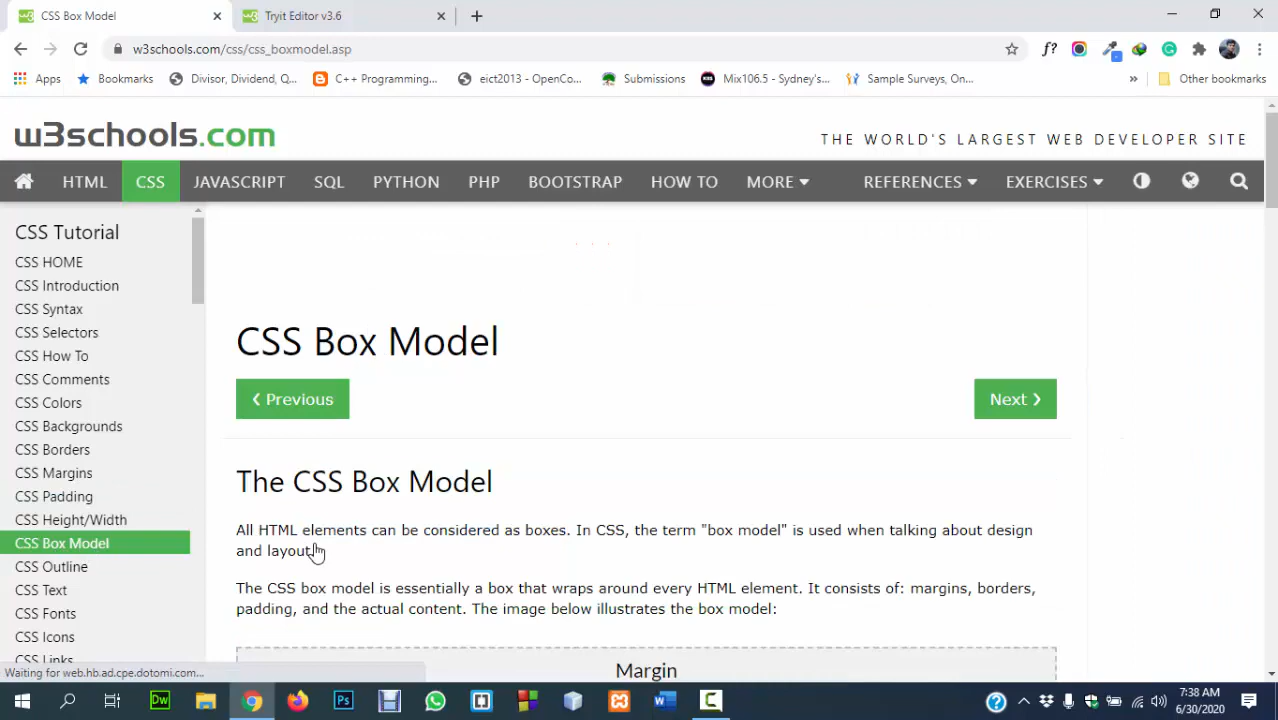 CSS Box Model
Tryit Editor v3.6
w3schools.com/css/css_boxmodel.asp
f?
Apps
Bookmarks
Divisor, Dividend, Q...
C++ Programming...
eict2013 - OpenCo...
Submissions
Mix106.5 - Sydney's...
Sample Surveys, On...
»
Other bookmarks
w3schools.com
THE WORLD'S LARGEST WEB DEVELOPER SITE
HTML
CSS
JAVASCRIPT
SQL
PYTHON
PHP
BOOTSTRAP
HOW TO
MORE
REFERENCES
EXERCISES
CSS Tutorial
CSS HOME
CSS Introduction
CSS Syntax
CSS Selectors
CSS How To
CSS Comments
CSS Colors
CSS Backgrounds
CSS Borders
CSS Margins
CSS Padding
CSS Height/Width
CSS Box Model
CSS Outline
CSS Text
CSS Fonts
CSS Icons
CSS Links
CSS Box Model
❮ Previous
Next ❯
The CSS Box Model
All HTML elements can be considered as boxes. In CSS, the term "box model" is used when talking about design
and layout.
The CSS box model is essentially a box that wraps around every HTML element. It consists of: margins, borders,
padding, and the actual content. The image below illustrates the box model:
Margin
Waiting for web.hb.ad.cpe.dotomi.com...
Dw
Ps
7:38 AM
6/30/2020